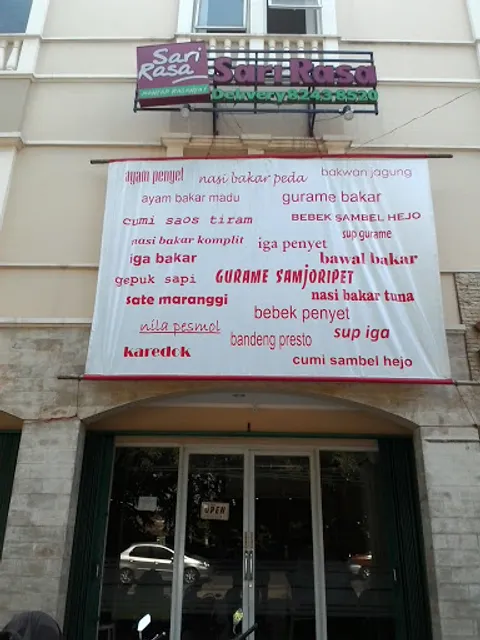 Sari
Rasa
Sari Rasa
Delivery 8243.8520
ayam penyet
nasi bakar peda
bakwan jagung
ayam bakar madu
gurame bakar
cumi saos tiram
BEBEK SAMBEL HEJO
nasi bakar komplit
iga penyet
sup gurame
iga bakar
bawal bakar
gepuk sapi
GURAME SAMJORIPET
sate maranggi
nasi bakar tuna
nila pesmol
bebek penyet
bandeng presto
sup iga
karedok
cumi sambel hejo
OPEN